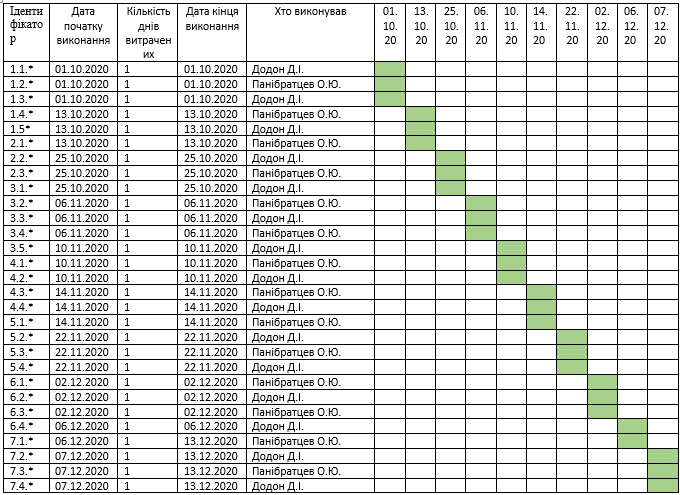 Іденти фікато р | Дата початку виконання | Кількість днів витрачен их | Дата кінця виконання | Хто виконував | 01. 10. 20 | 13. 10. 20 | 25. 10. 20 | 06. 11. 20 | 10. 11. 20 | 14. 11. 20 | 22. 11. 20 | 02. 12. 20 | 06. 12. 20 | 07. 12. 20
1.1.* 01.10.2020 1 01.10.2020 Додон Д.І.
1.2.* 01.10.2020 1 01.10.2020 Панібратцев О.Ю.
1.3.* 01.10.2020 1 01.10.2020 Додон Д.І.
1.4.* 13.10.2020 1 13.10.2020 Панібратцев О.Ю.
1.5* 13.10.2020 1 13.10.2020 Додон Д.І.
2.1.* 13.10.2020 1 13.10.2020 Панібратцев О.Ю.
2.2.* 25.10.2020 1 25.10.2020 Додон Д.І.
2.3.* 25.10.2020 1 25.10.2020 Панібратцев О.Ю.
3.1.* 25.10.2020 1 25.10.2020 Додон Д.І.
3.2.* 06.11.2020 1 06.11.2020 Панібратцев О.Ю.
3.3.* 06.11.2020 1 06.11.2020 Додон Д.І.
3.4.* 06.11.2020 1 06.11.2020 Панібратцев О.Ю.
3.5.* 10.11.2020 1 10.11.2020 Додон Д.І.
4.1.* 10.11.2020 1 10.11.2020 Панібратцев О.Ю.
4.2.* 10.11.2020 1 10.11.2020 Додон Д.І.
4.3.* 14.11.2020 1 14.11.2020 Панібратцев О.Ю.
4.4.* 14.11.2020 1 14.11.2020 Додон Д.І.
5.1.* 14.11.2020 1 14.11.2020 Панібратцев О.Ю.
5.2.* 22.11.2020 1 22.11.2020 Додон Д.І.
5.3.* 22.11.2020 1 22.11.2020 Панібратцев О.Ю.
5.4.* 22.11.2020 1 22.11.2020 Додон Д.І.
6.1.* 02.12.2020 1 02.12.2020 Панібратцев О.Ю.
6.2.* 02.12.2020 1 02.12.2020 Додон Д.І.
6.3.* 02.12.2020 1 02.12.2020 Панібратцев О.Ю.
6.4.* 06.12.2020 1 06.12.2020 Додон Д.І.
7.1.* 06.12.2020 1 13.12.2020 Панібратцев О.Ю.
7.2.* 07.12.2020 1 13.12.2020 Додон Д.І.
7.3.* 07.12.2020 1 13.12.2020 Панібратцев О.Ю.
7.4.* 07.12.2020 1 13.12.2020 Додон Д.І.